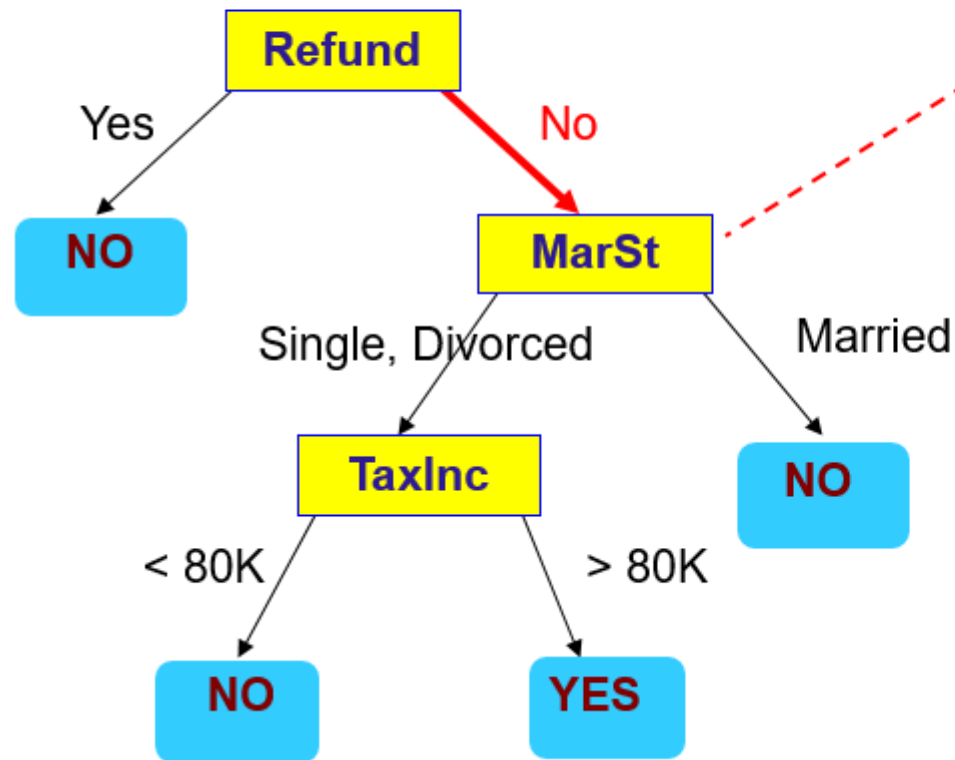 Refund
Yes
No
NO
MarSt
Single, Divorced
Married
TaxInc
NO
< 80K
> 80K
NO
YES